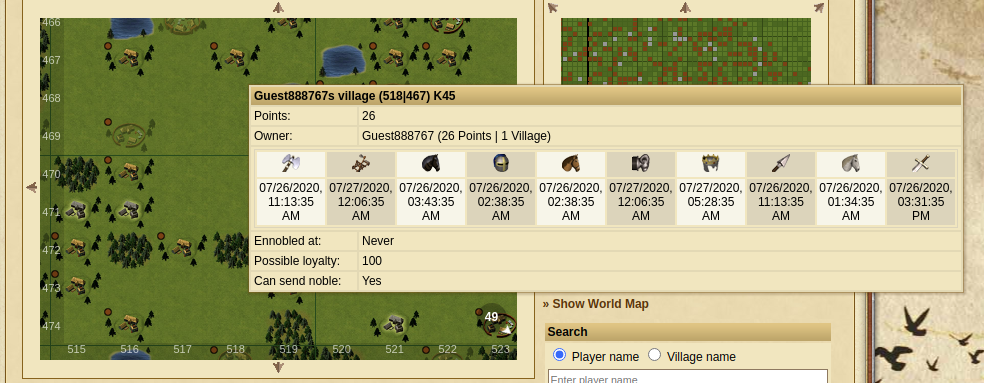 466
467
468
469
470
471
472
473
474
515 516 517 518 519 520 521 522 523
49
Guest888767s village (518|467) K45
Points: 26
Owner: Guest888767 (26 Points | 1 Village)
07/26/2020, 07/27/2020, 07/26/2020, 07/26/2020, 07/26/2020, 07/27/2020, 07/27/2020, 07/26/2020, 07/26/2020, 07/26/2020,
11:13:35 12:06:35 03:43:35 02:38:35 02:38:35 12:06:35 05:28:35 11:13:35 01:34:35 03:31:35
AM AM AM AM AM AM AM AM AM PM
Ennobled at: Never
Possible loyalty: 100
Can send noble: Yes
» Show World Map
Search
Player name Village name
Enter player name